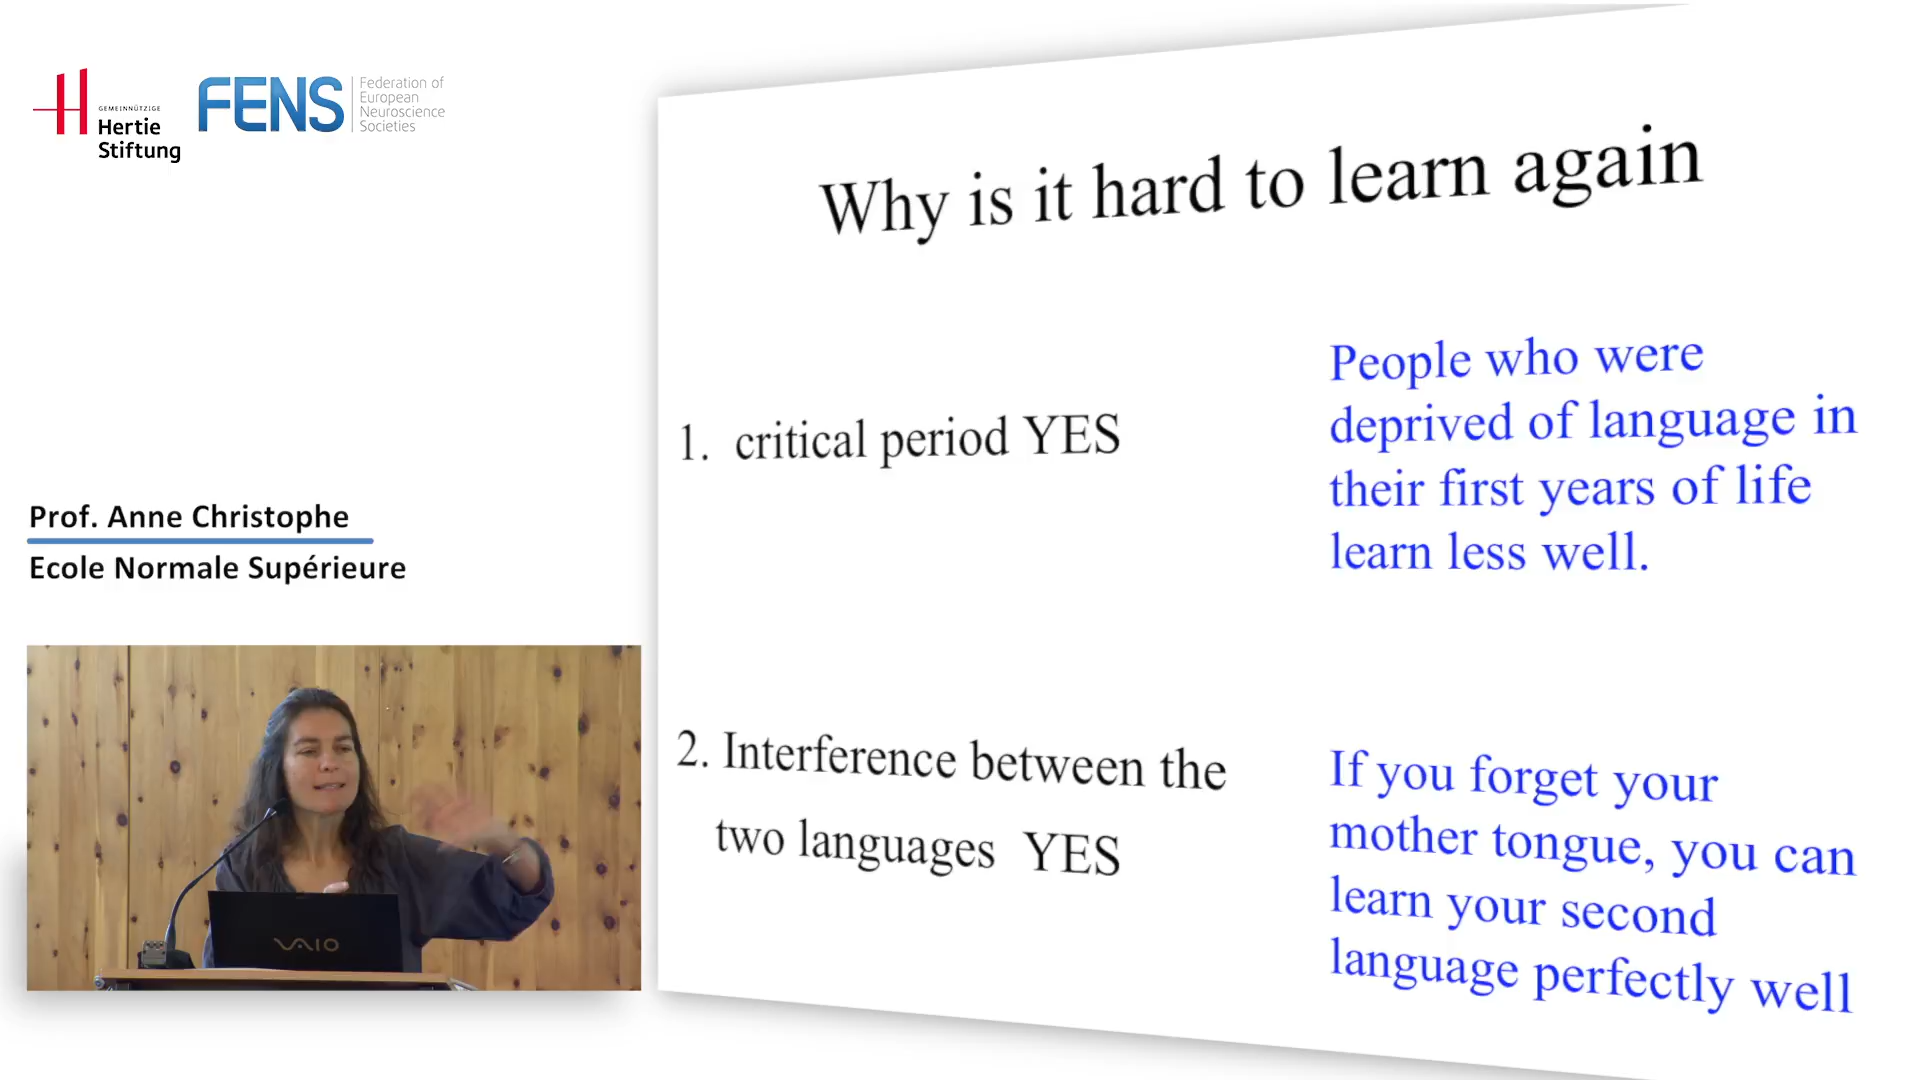 GEMEINNÜTZIGE
Hertie
Stiftung
FENS
Federation of
European
Neuroscience
Societies
Prof. Anne Christophe
Ecole Normale Supérieure
VAIO
Why is it hard to learn again
1. critical period YES
People who were
deprived of language in
their first years of life
learn less well.
2. Interference between the
two languages YES
If you forget your
mother tongue, you can
learn your second
language perfectly well